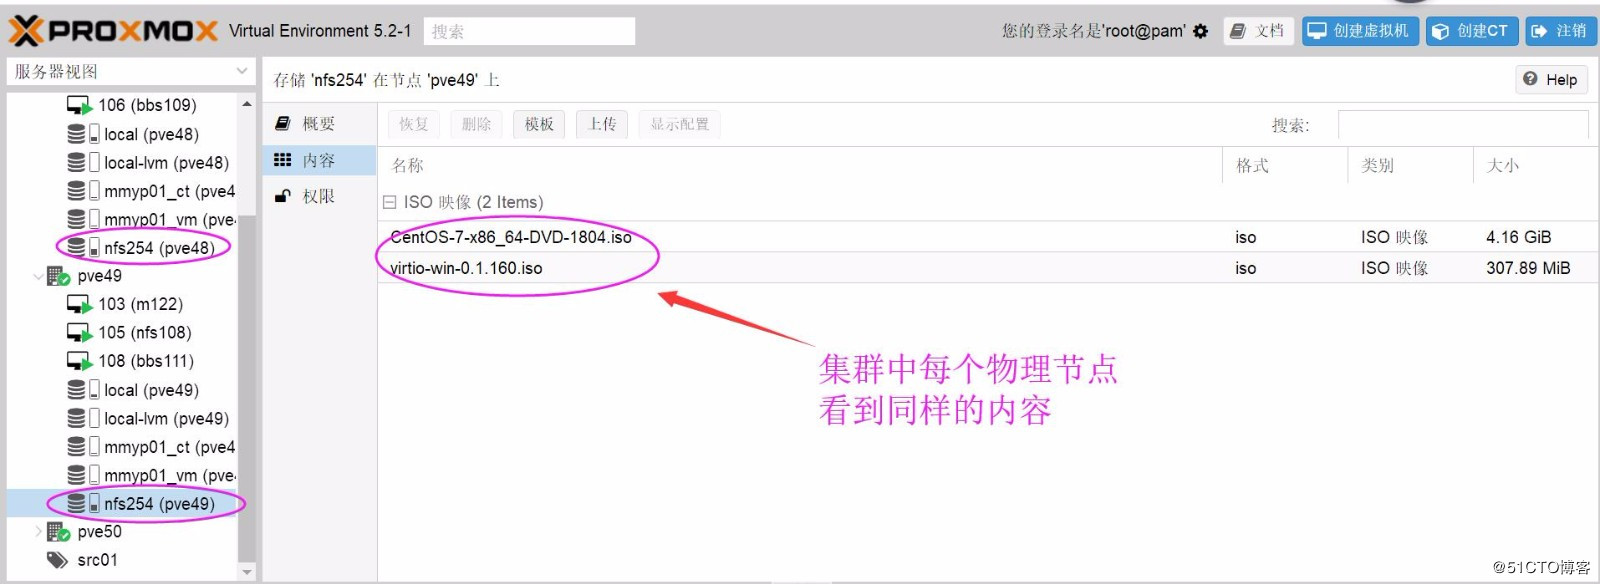 PROXMOX Virtual Environment 5.2-1 搜索 您的登录名是'root@pam' 文档 创建虚拟机 创建CT 注销
服务器视图
106 (bbs109)
local (pve48)
local-lvm (pve48)
mmyp01_ct (pve4
mmyp01_vm (pve
nfs254 (pve48)
pve49
103 (m122)
105 (nfs108)
108 (bbs111)
local (pve49)
local-lvm (pve49)
mmyp01_ct (pve4
mmyp01_vm (pve
nfs254 (pve49)
pve50
src01
存储 'nfs254' 在节点 'pve49' 上
Help
概要
内容
权限
恢复 删除 模板 上传 显示配置 搜索:
名称 格式 类别 大小
ISO 映像 (2 Items)
CentOS-7-x86_64-DVD-1804.iso iso ISO 映像 4.16 GiB
virtio-win-0.1.160.iso iso ISO 映像 307.89 MiB
集群中每个物理节点
看到同样的内容
@51CTO博客